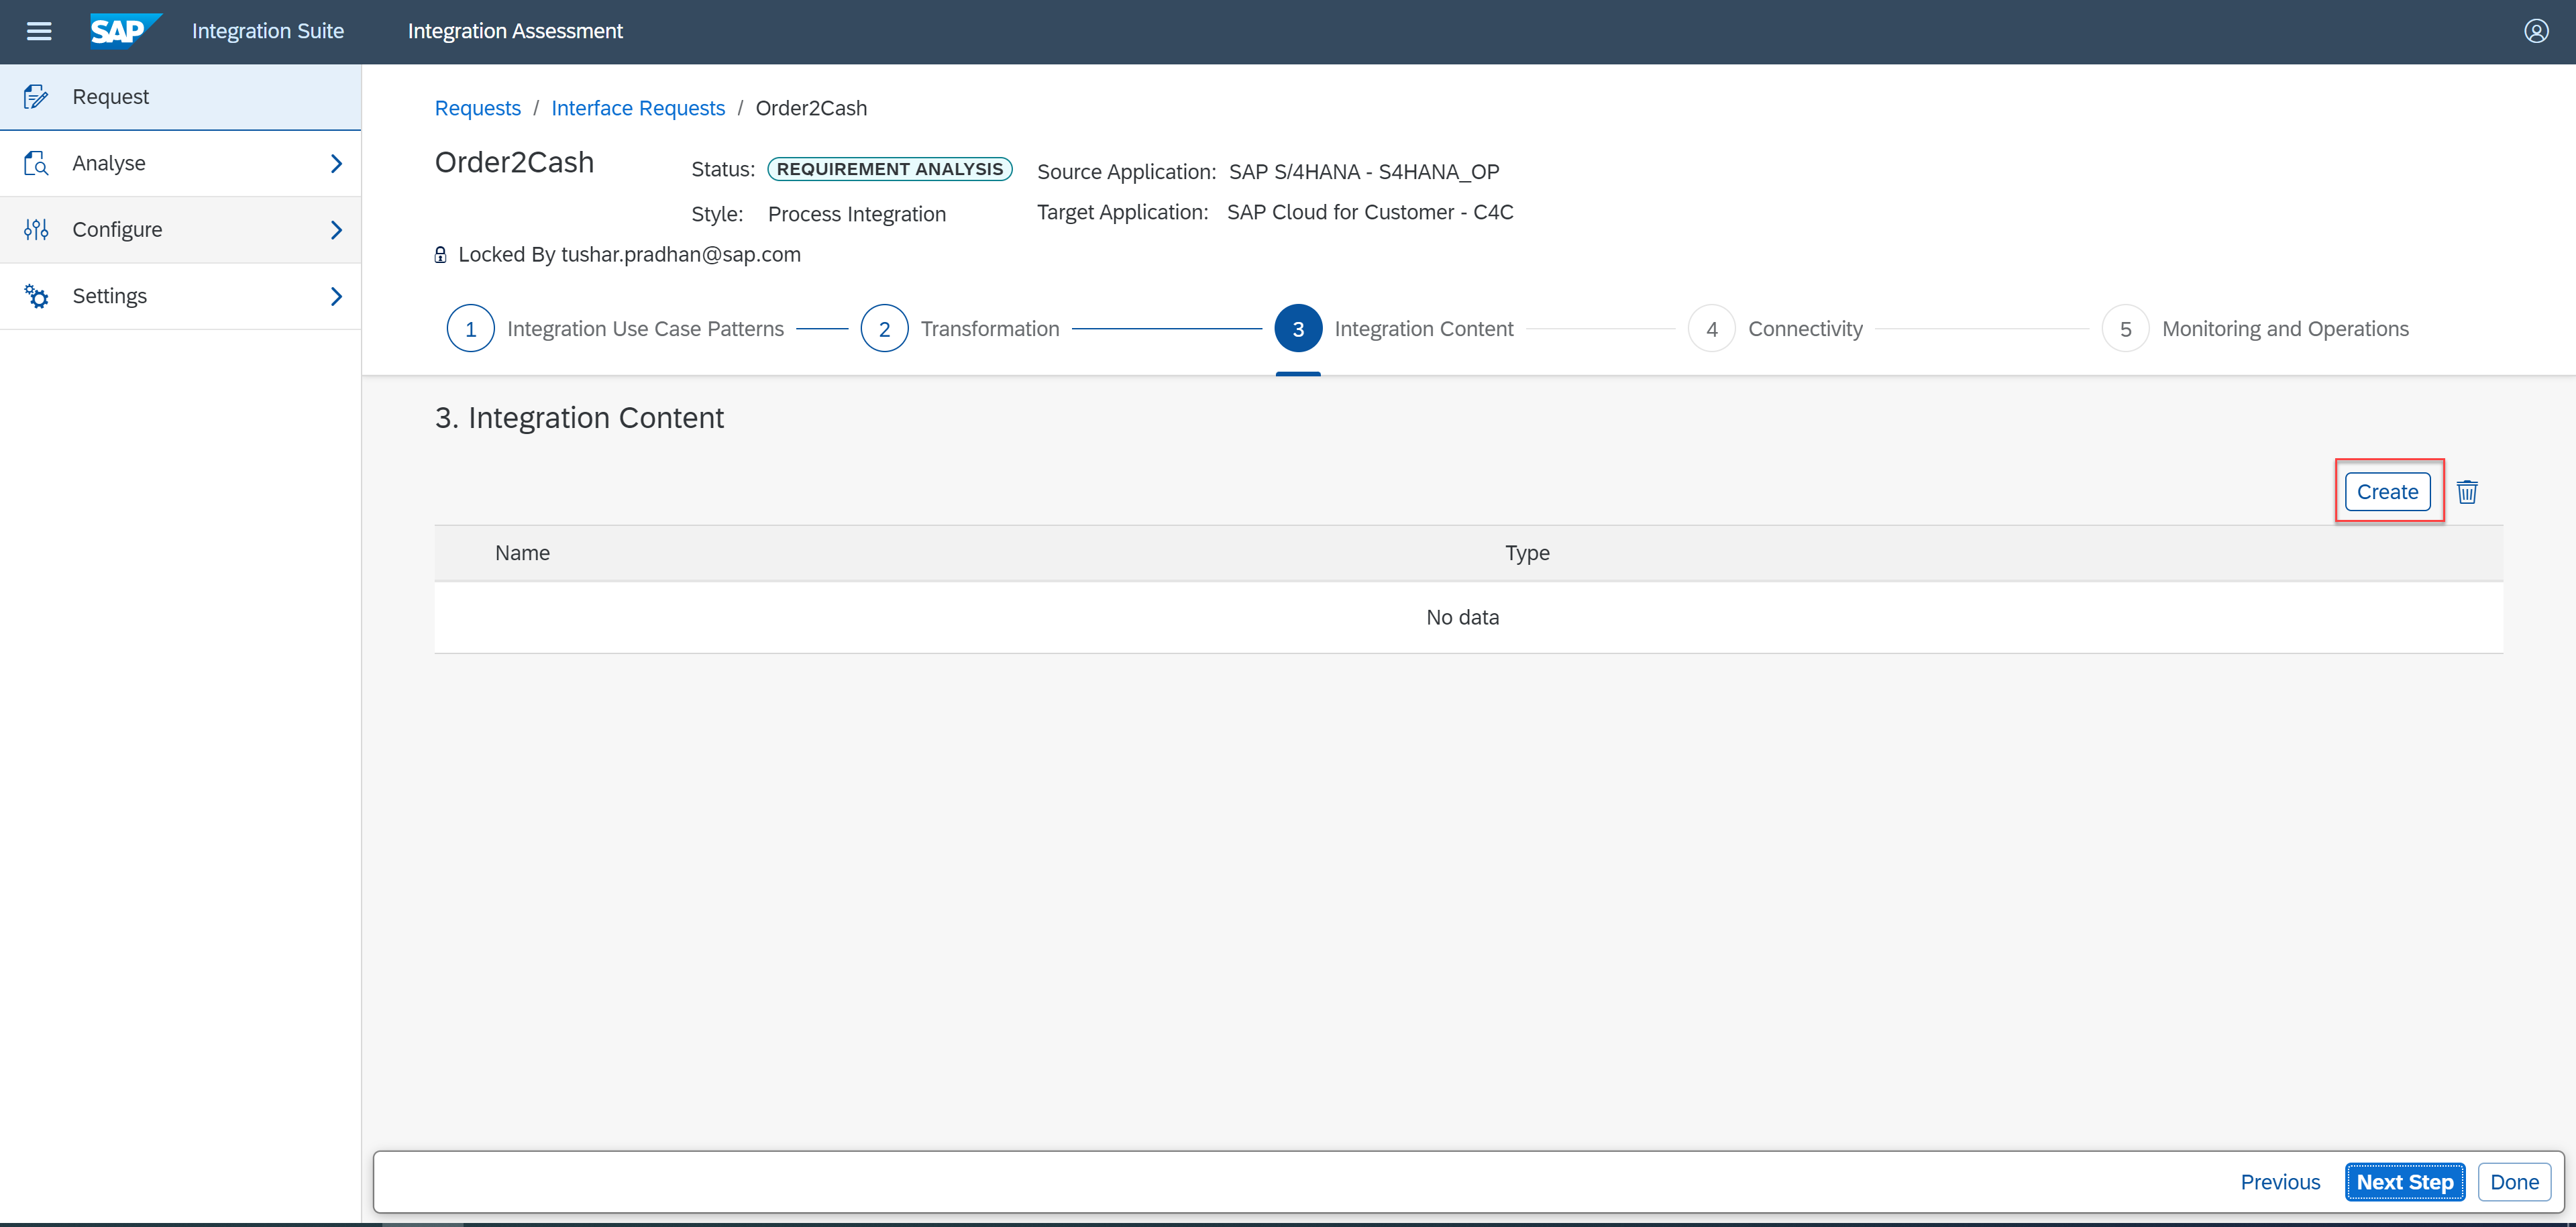 SAP Integration Suite Integration Assessment
Request
Analyse
Configure
Settings
Requests / Interface Requests / Order2Cash
Order2Cash
Status: REQUIREMENT ANALYSIS
Source Application: SAP S/4HANA - S4HANA_OP
Style: Process Integration
Target Application: SAP Cloud for Customer - C4C
Locked By tushar.pradhan@sap.com
1 Integration Use Case Patterns 2 Transformation 3 Integration Content 4 Connectivity 5 Monitoring and Operations
3. Integration Content
Create
Name Type
No data
Previous Next Step Done